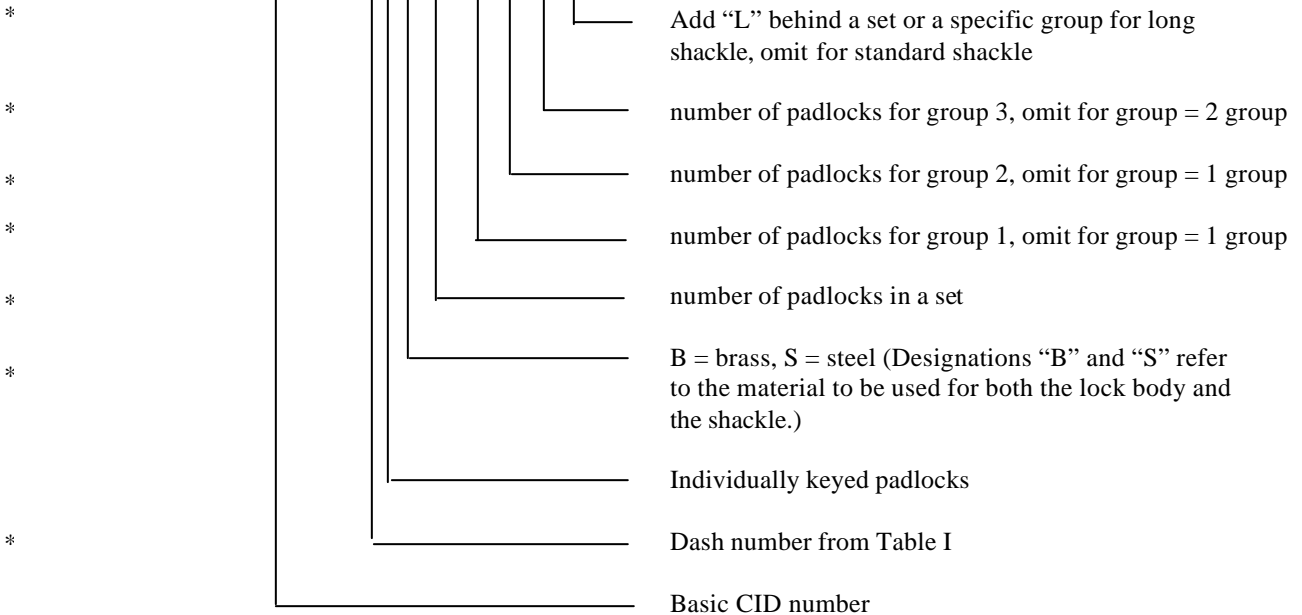 * Add “L” behind a set or a specific group for long
shackle, omit for standard shackle
* number of padlocks for group 3, omit for group = 2 group
* number of padlocks for group 2, omit for group = 1 group
* number of padlocks for group 1, omit for group = 1 group
* number of padlocks in a set
* B = brass, S = steel (Designations “B” and “S” refer
to the material to be used for both the lock body and
the shackle.)
Individually keyed padlocks
* Dash number from Table I
Basic CID number